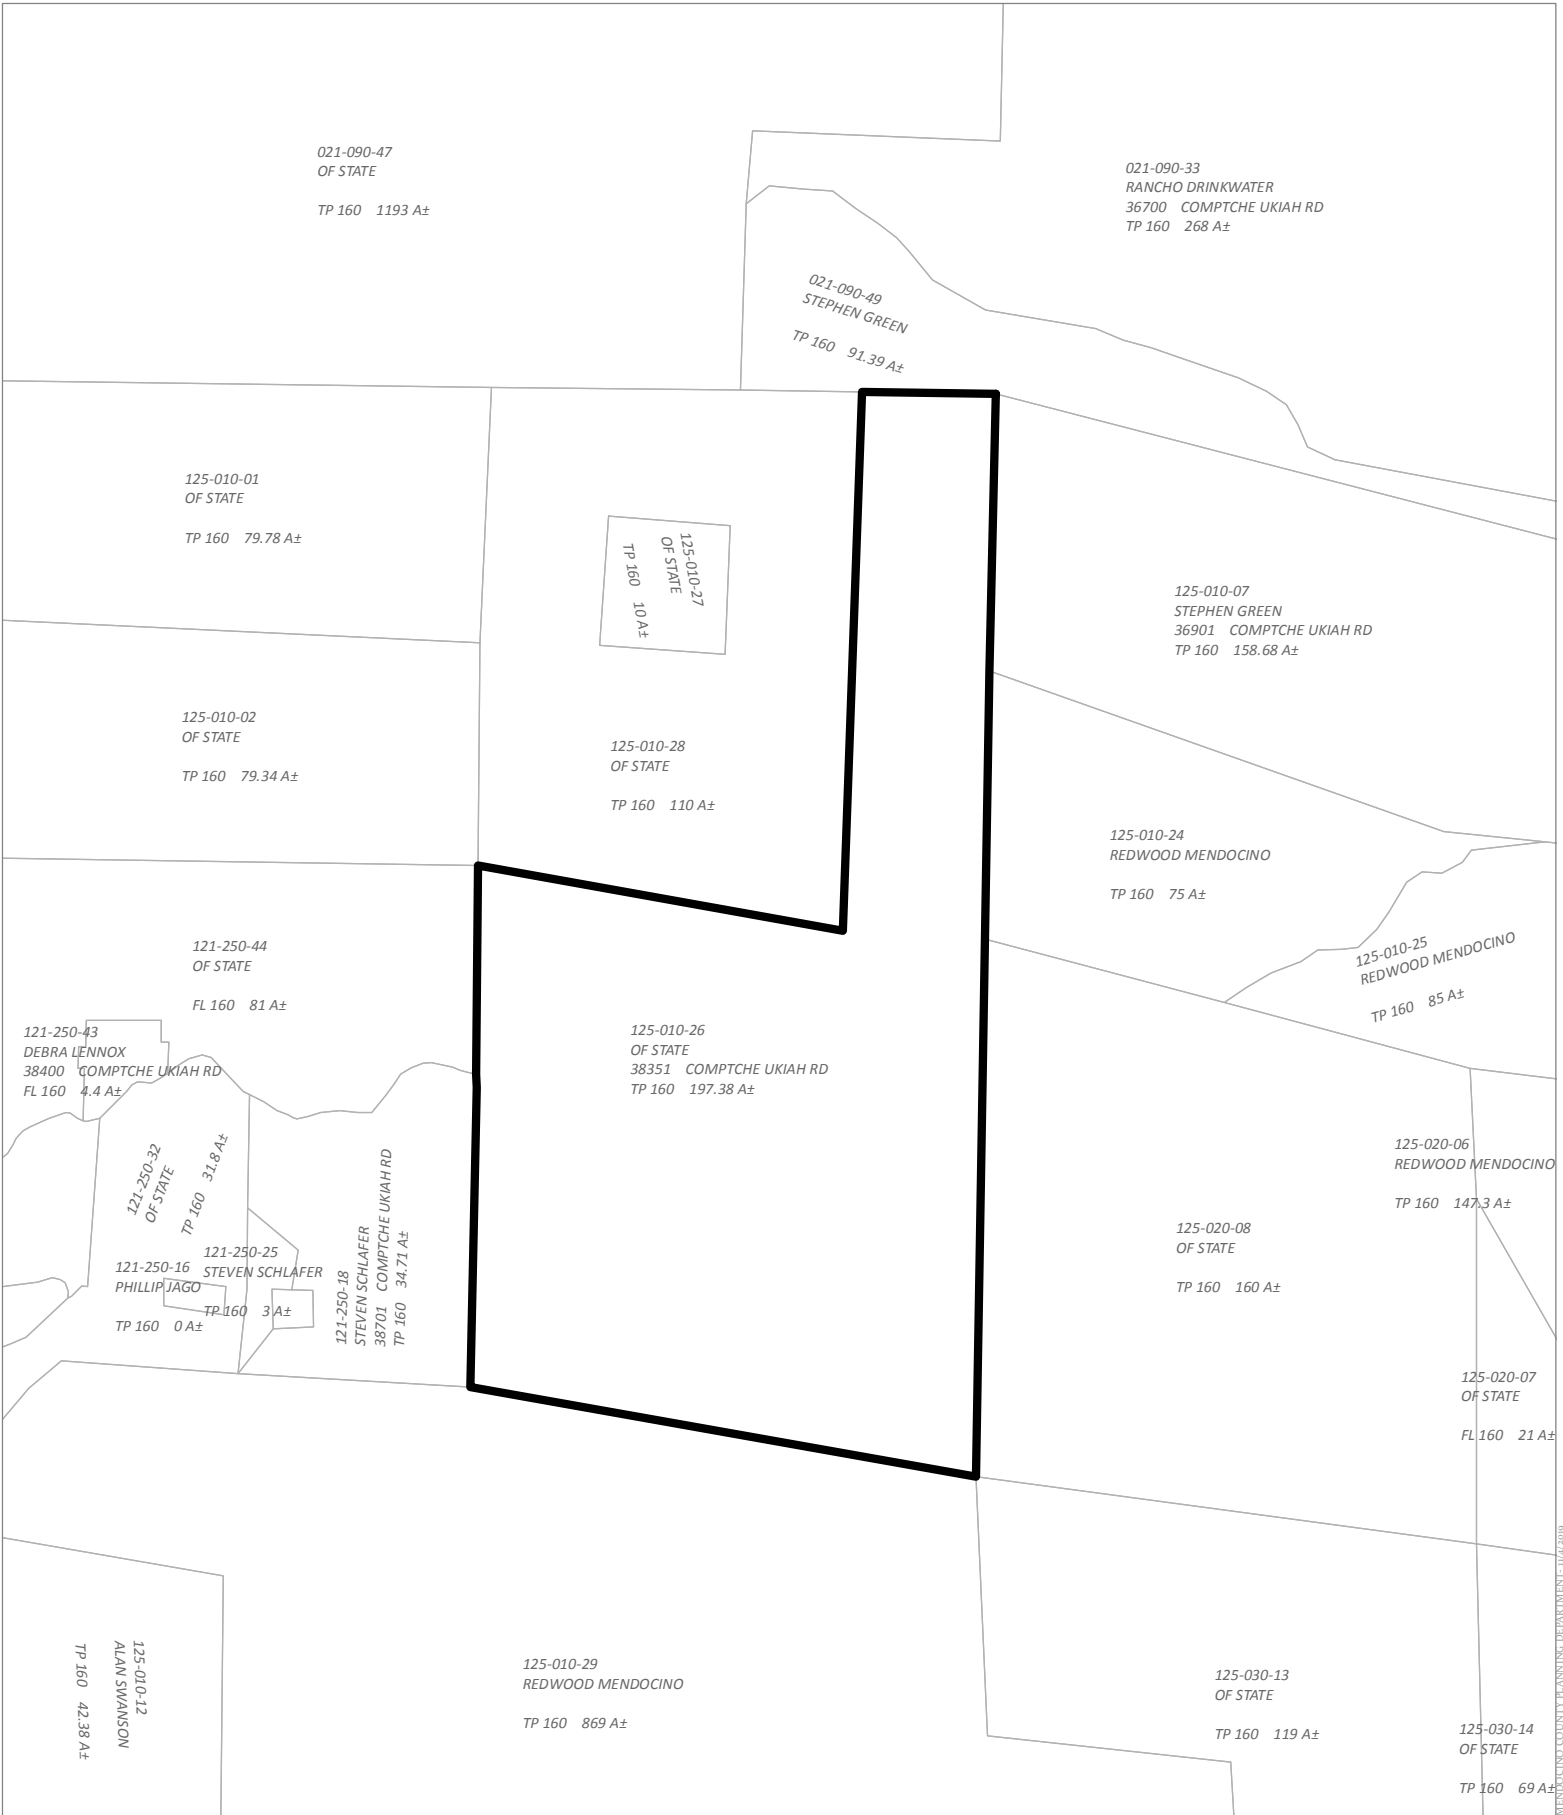 021-090-47
OF STATE
TP 160 1193 A±
021-090-33
RANCHO DRINKWATER
36700 COMPTCHE UKIAH RD
TP 160 268 A±
021-090-49
STEPHEN GREEN
TP 160 91.39 A±
125-010-01
OF STATE
TP 160 79.78 A±
125-010-27
OF STATE
TP 160 10 A±
125-010-07
STEPHEN GREEN
36901 COMPTCHE UKIAH RD
TP 160 158.68 A±
125-010-02
OF STATE
TP 160 79.34 A±
125-010-28
OF STATE
TP 160 110 A±
125-010-24
REDWOOD MENDOCINO
TP 160 75 A±
125-010-25
REDWOOD MENDOCINO
TP 160 85 A±
121-250-44
OF STATE
FL 160 81 A±
121-250-43
DEBRA LENNOX
38400 COMPTCHE UKIAH RD
FL 160 4.4 A±
125-010-26
OF STATE
38351 COMPTCHE UKIAH RD
TP 160 197.38 A±
121-250-32
OF STATE
TP 160 31.8 A±
121-250-16
PHILLIP JAGO
TP 160 0 A±
121-250-25
STEVEN SCHLAFER
TP 160 3 A±
121-250-18
STEVEN SCHLAFER
38701 COMPTCHE UKIAH RD
TP 160 34.71 A±
125-020-06
REDWOOD MENDOCINO
TP 160 147.3 A±
125-020-08
OF STATE
TP 160 160 A±
125-020-07
OF STATE
FL 160 21 A±
125-010-12
ALAN SWANSON
TP 160 42.38 A±
125-010-29
REDWOOD MENDOCINO
TP 160 869 A±
125-030-13
OF STATE
TP 160 119 A±
125-030-14
OF STATE
TP 160 69 A±
MENDOCINO COUNTY PLANNING DEPARTMENT- 11/4/2019